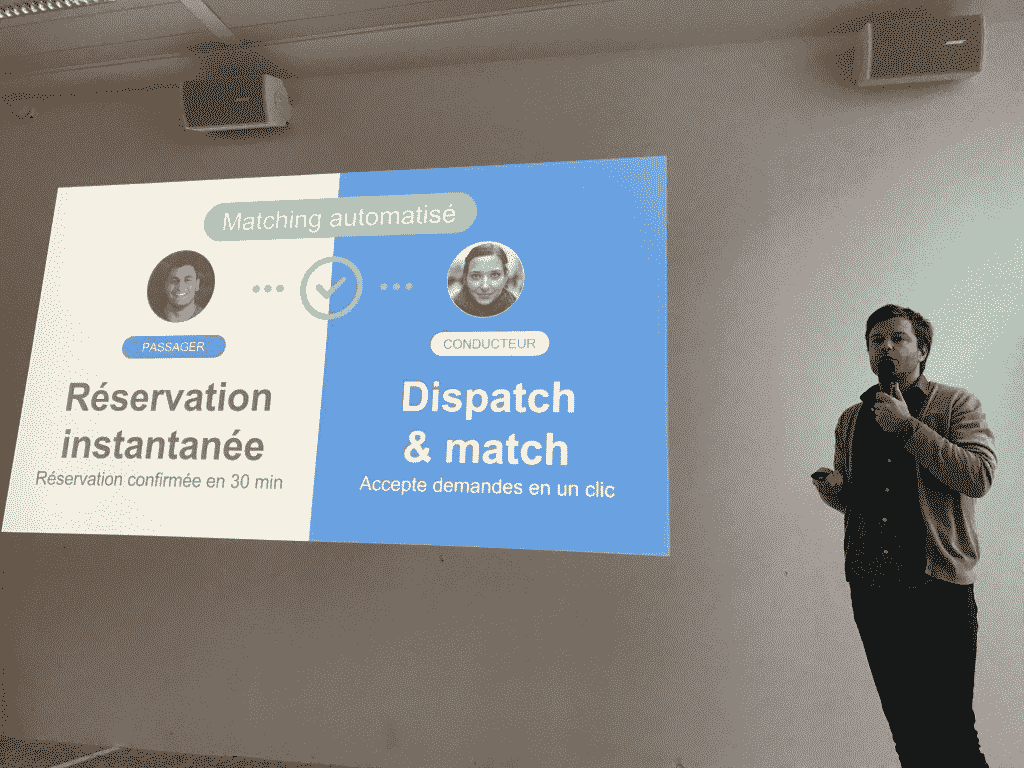 Matching automatisé
PASSAGER
Réservation
instantanée
Réservation confirmée en 30 min
CONDUCTEUR
Dispatch
& match
Accepte demandes en un clic